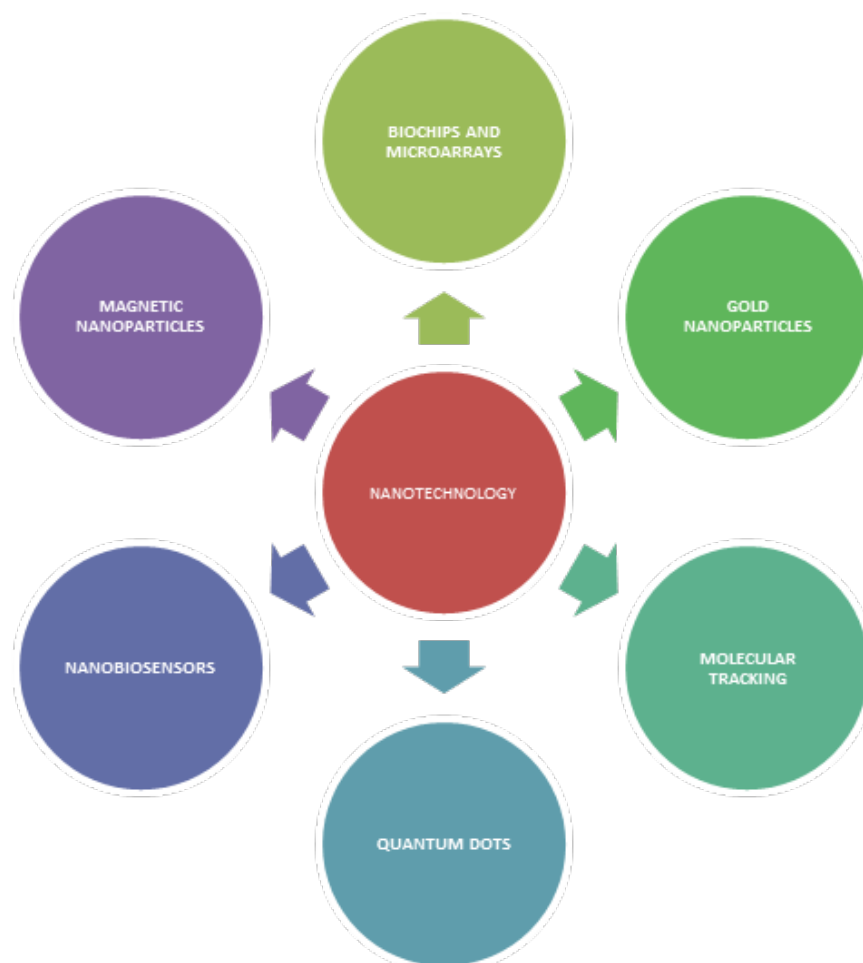 BIOCHIPS AND
MICROARRAYS
MAGNETIC
NANOPARTICLES
GOLD
NANOPARTICLES
NANOTECHNOLOGY
NANOBIOSENSORS
MOLECULAR
TRACKING
QUANTUM DOTS